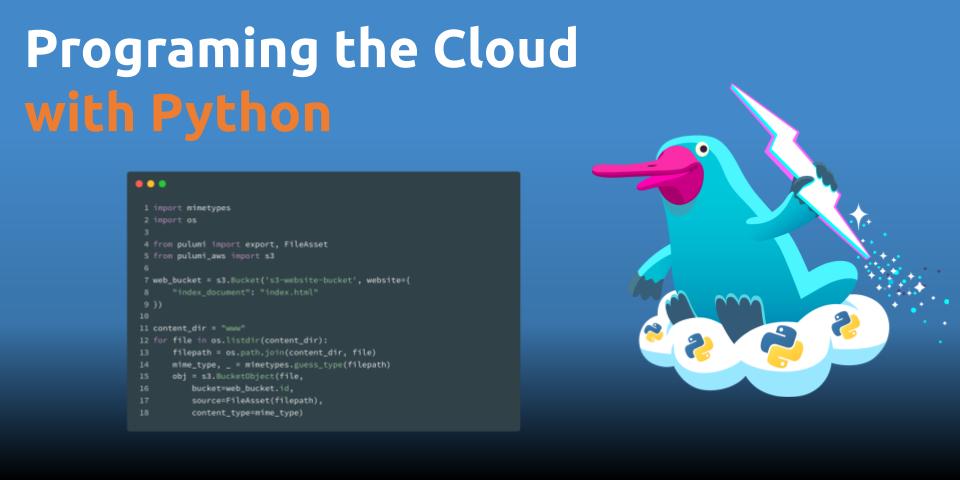 Programing the Cloud
with Python
1 import mimetypes
2 import os
3
4 from pulumi import export, FileAsset
5 from pulumi_aws import s3
6
7 web_bucket = s3.Bucket('s3-website-bucket', website={
8     "index_document": "index.html"
9 })
10
11 content_dir = "www"
12 for file in os.listdir(content_dir):
13     filepath = os.path.join(content_dir, file)
14     mime_type, _ = mimetypes.guess_type(filepath)
15     obj = s3.BucketObject(file,
16         bucket=web_bucket.id,
17         source=FileAsset(filepath),
18         content_type=mime_type)